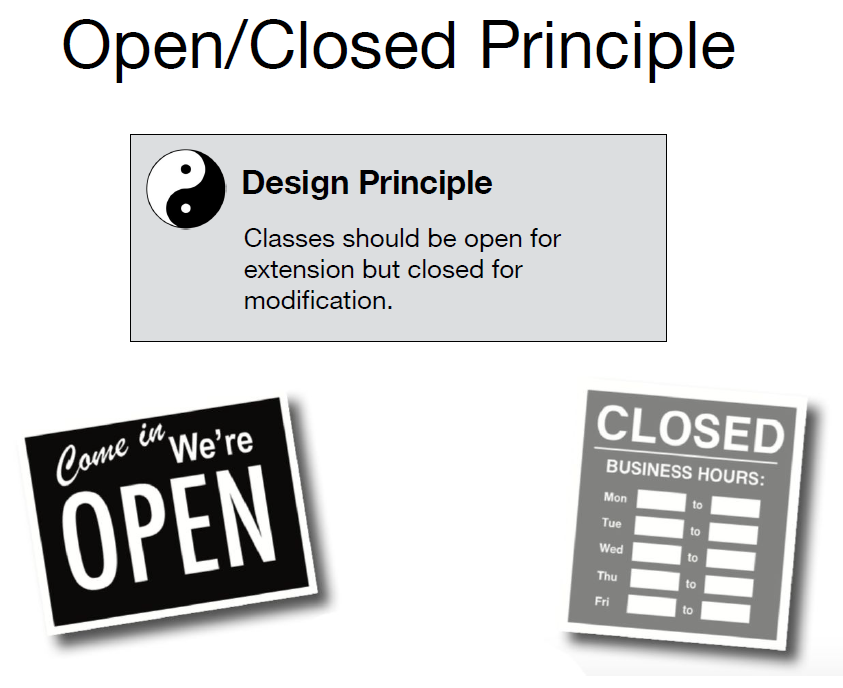 Open/Closed Principle
Design Principle
Classes should be open for
extension but closed for
modification.
Come in We're
OPEN
CLOSED
BUSINESS HOURS:
Mon to
Tue to
Wed to
Thu to
Fri to